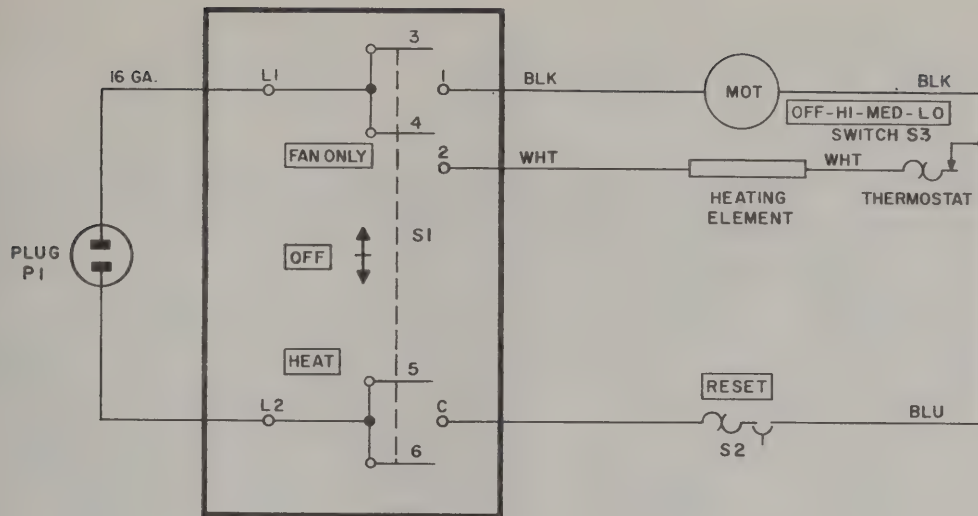 16 GA.
L1
3
1
BLK
MOT
BLK
4
FAN ONLY
2
WHT
OFF-HI-MED-LO
SWITCH S3
WHT
HEATING
ELEMENT
THERMOSTAT
PLUG
P1
OFF
S1
HEAT
5
L2
C
6
RESET
S2
BLU